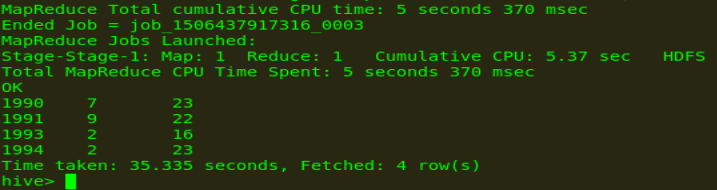 MapReduce Total cumulative CPU time: 5 seconds 370 msec
Ended Job = job_1506437917316_0003
MapReduce Jobs Launched:
Stage-Stage-1: Map: 1  Reduce: 1   Cumulative CPU: 5.37 sec   HDFS
Total MapReduce CPU Time Spent: 5 seconds 370 msec
OK
1990    7       23
1991    9       22
1993    2       16
1994    2       23
Time taken: 35.335 seconds, Fetched: 4 row(s)
hive>